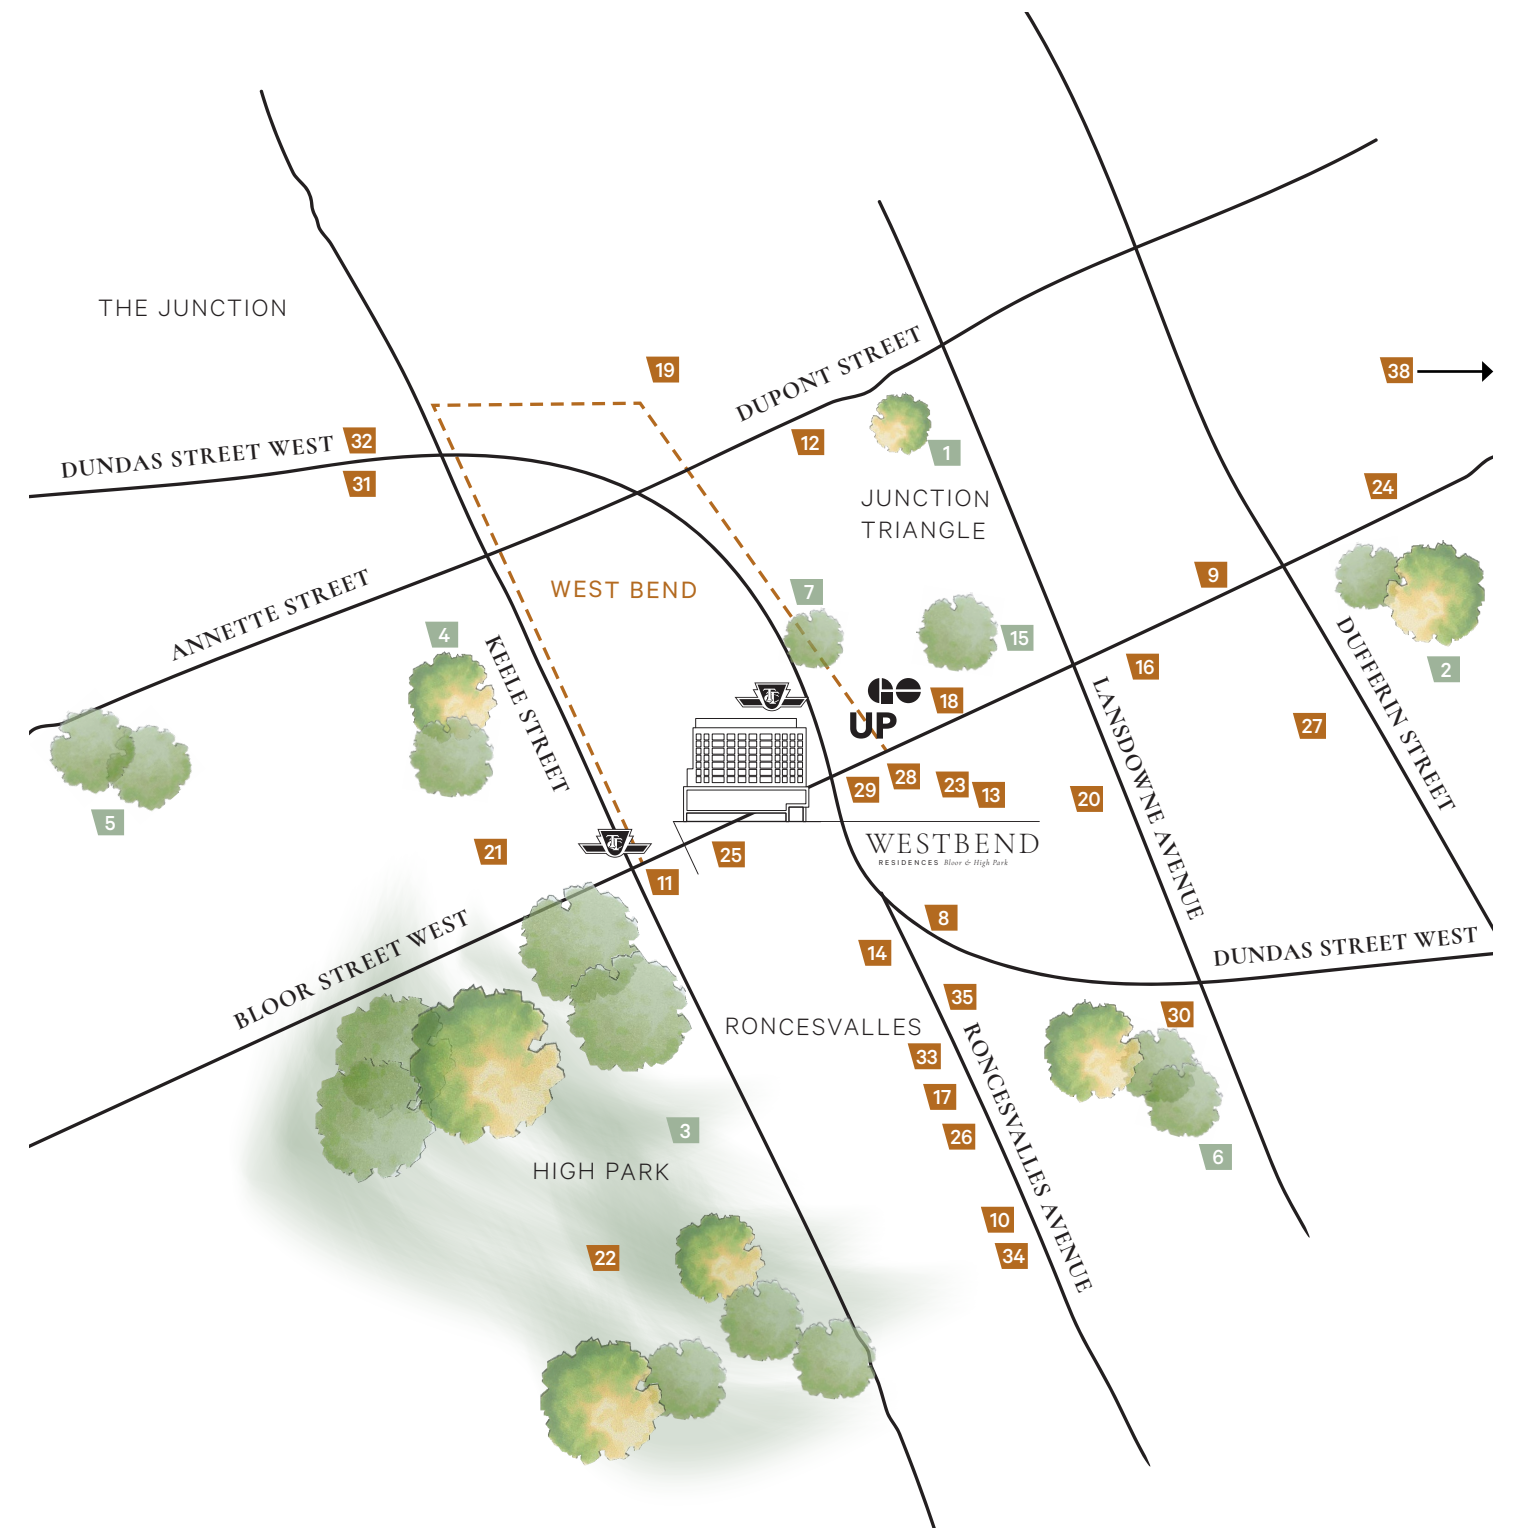 THE JUNCTION
DUPONT STREET
19
38
DUNDAS STREET WEST
32
31
12
1
24
JUNCTION
TRIANGLE
9
ANNETTE STREET
WEST BEND
7
4
15
16
2
KEELE STREET
DUFFERIN STREET
LANSDOWNE AVENUE
TTC
GO
UP
18
27
28
29
23
13
20
5
21
TTC
25
WESTBEND
RESIDENCES Bloor & High Park
11
BLOOR STREET WEST
8
14
DUNDAS STREET WEST
35
30
RONCESVALLES
33
RONCESVALLES AVENUE
17
3
26
6
HIGH PARK
10
34
22